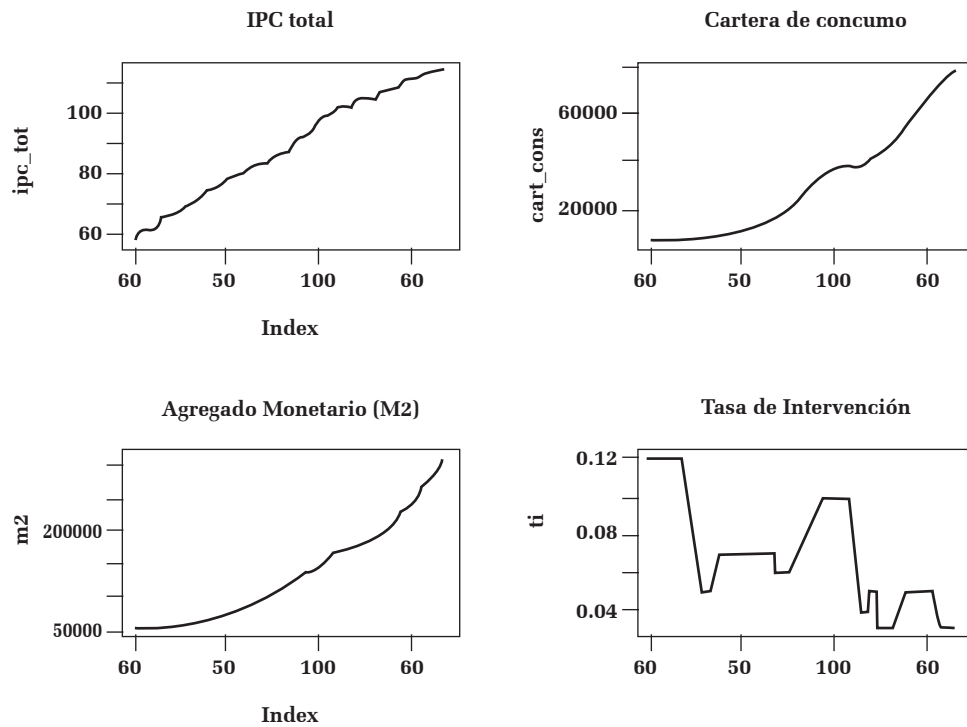 IPC total
ipc_tot
100
80
60
60 50 100 60
Index
Cartera de concumo
cart_cons
60000
20000
60 50 100 60
Agregado Monetario (M2)
m2
200000
50000
60 50 100 60
Index
Tasa de Intervención
ti
0.12
0.08
0.04
60 50 100 60